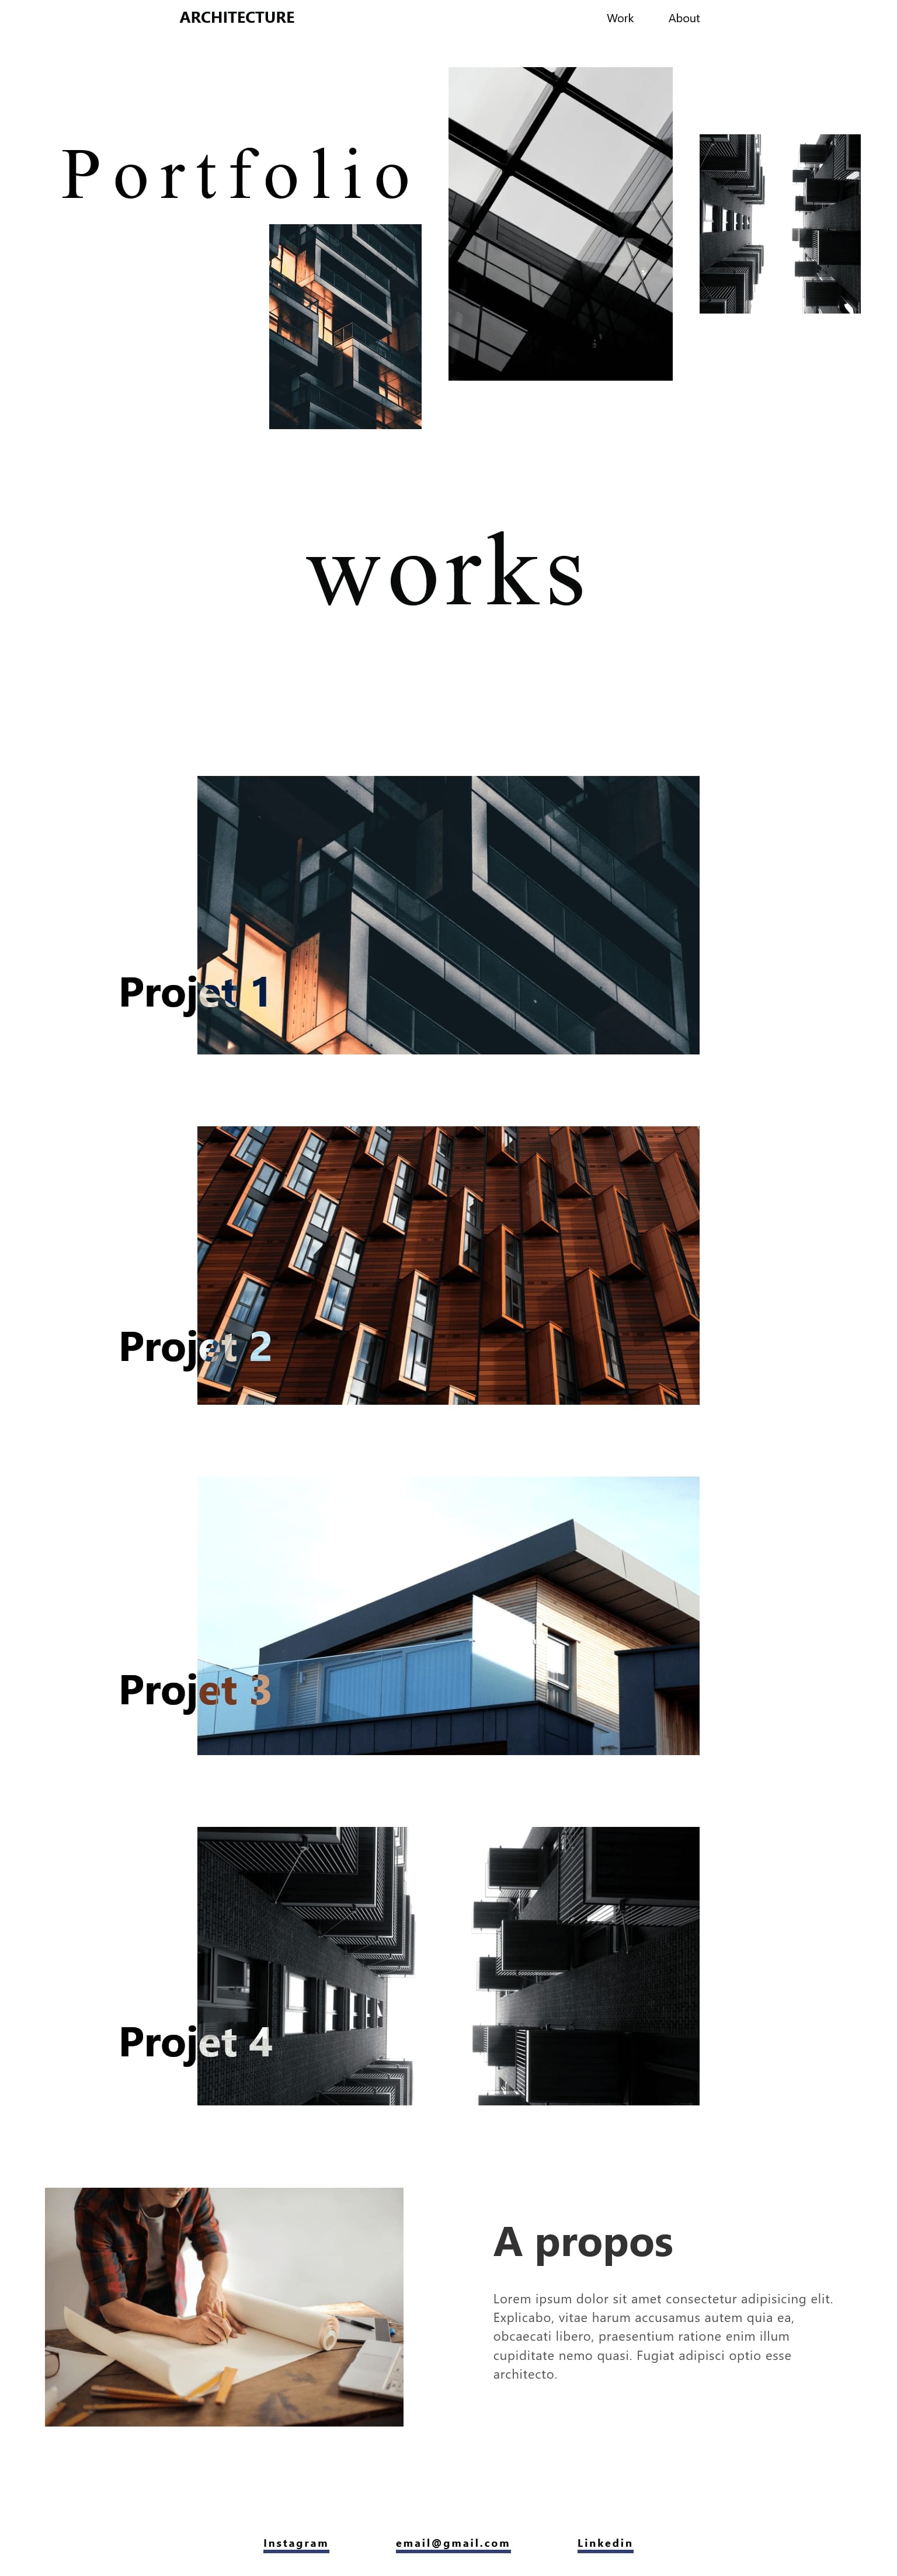 ARCHITECTURE
Work
About
Portfolio
works
Projet 1
Projet 2
Projet 3
Projet 4
A propos
Lorem ipsum dolor sit amet consectetur adipisicing elit.
Explicabo, vitae harum accusamus autem quia ea,
obcaecati libero, praesentium ratione enim illum
cupiditate nemo quasi. Fugiat adipisci optio esse
architecto.
Instagram
email@gmail.com
Linkedin